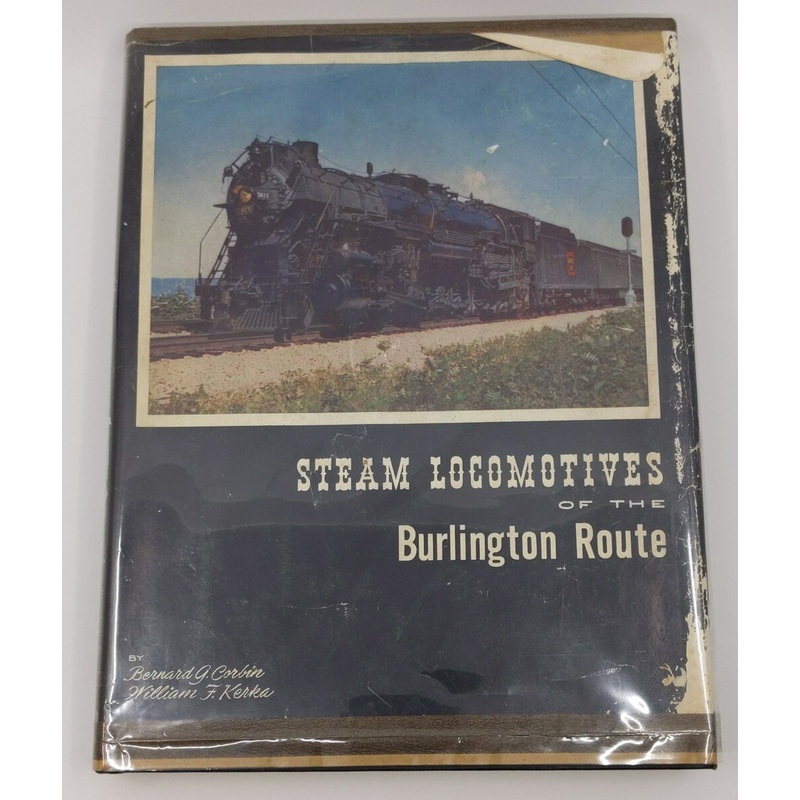 STEAM LOCOMOTIVES
OF THE
Burlington Route
BY
Bernard G. Corbin
William F. Kerka